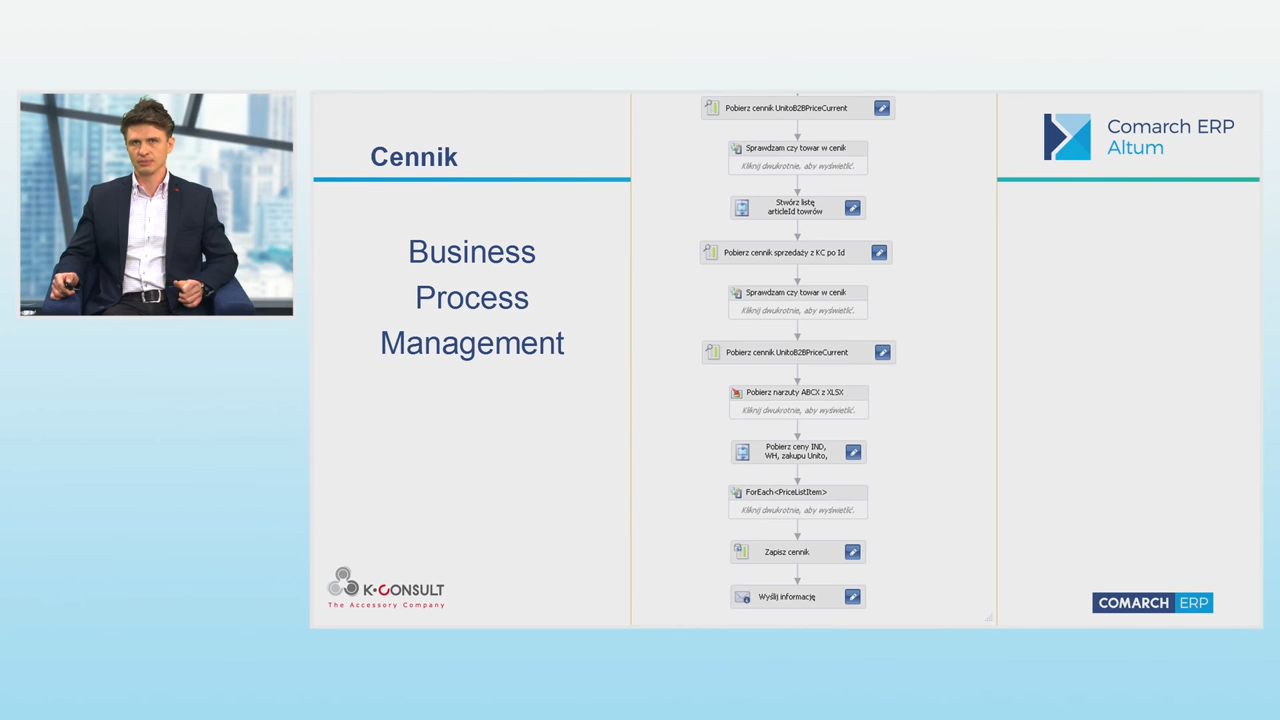 Cennik
Business
Process
Management
K·CONSULT
The Accessory Company
Pobierz cennik UnitoB2BPriceCurrent
Sprawdzam czy towar w cenik
Kliknij dwukrotnie, aby wyświetlić.
Stwórz listę
articleId towrów
Pobierz cennik sprzedaży z KC po Id
Sprawdzam czy towar w cenik
Kliknij dwukrotnie, aby wyświetlić.
Pobierz cennik UnitoB2BPriceCurrent
Pobierz narzuty ABCX z XLSX
Kliknij dwukrotnie, aby wyświetlić.
Pobierz ceny IND,
WH, zakupu Unito,
ForEach<PriceListItem>
Kliknij dwukrotnie, aby wyświetlić.
Zapisz cennik
Wyślij informację
Comarch ERP
Altum
COMARCH ERP